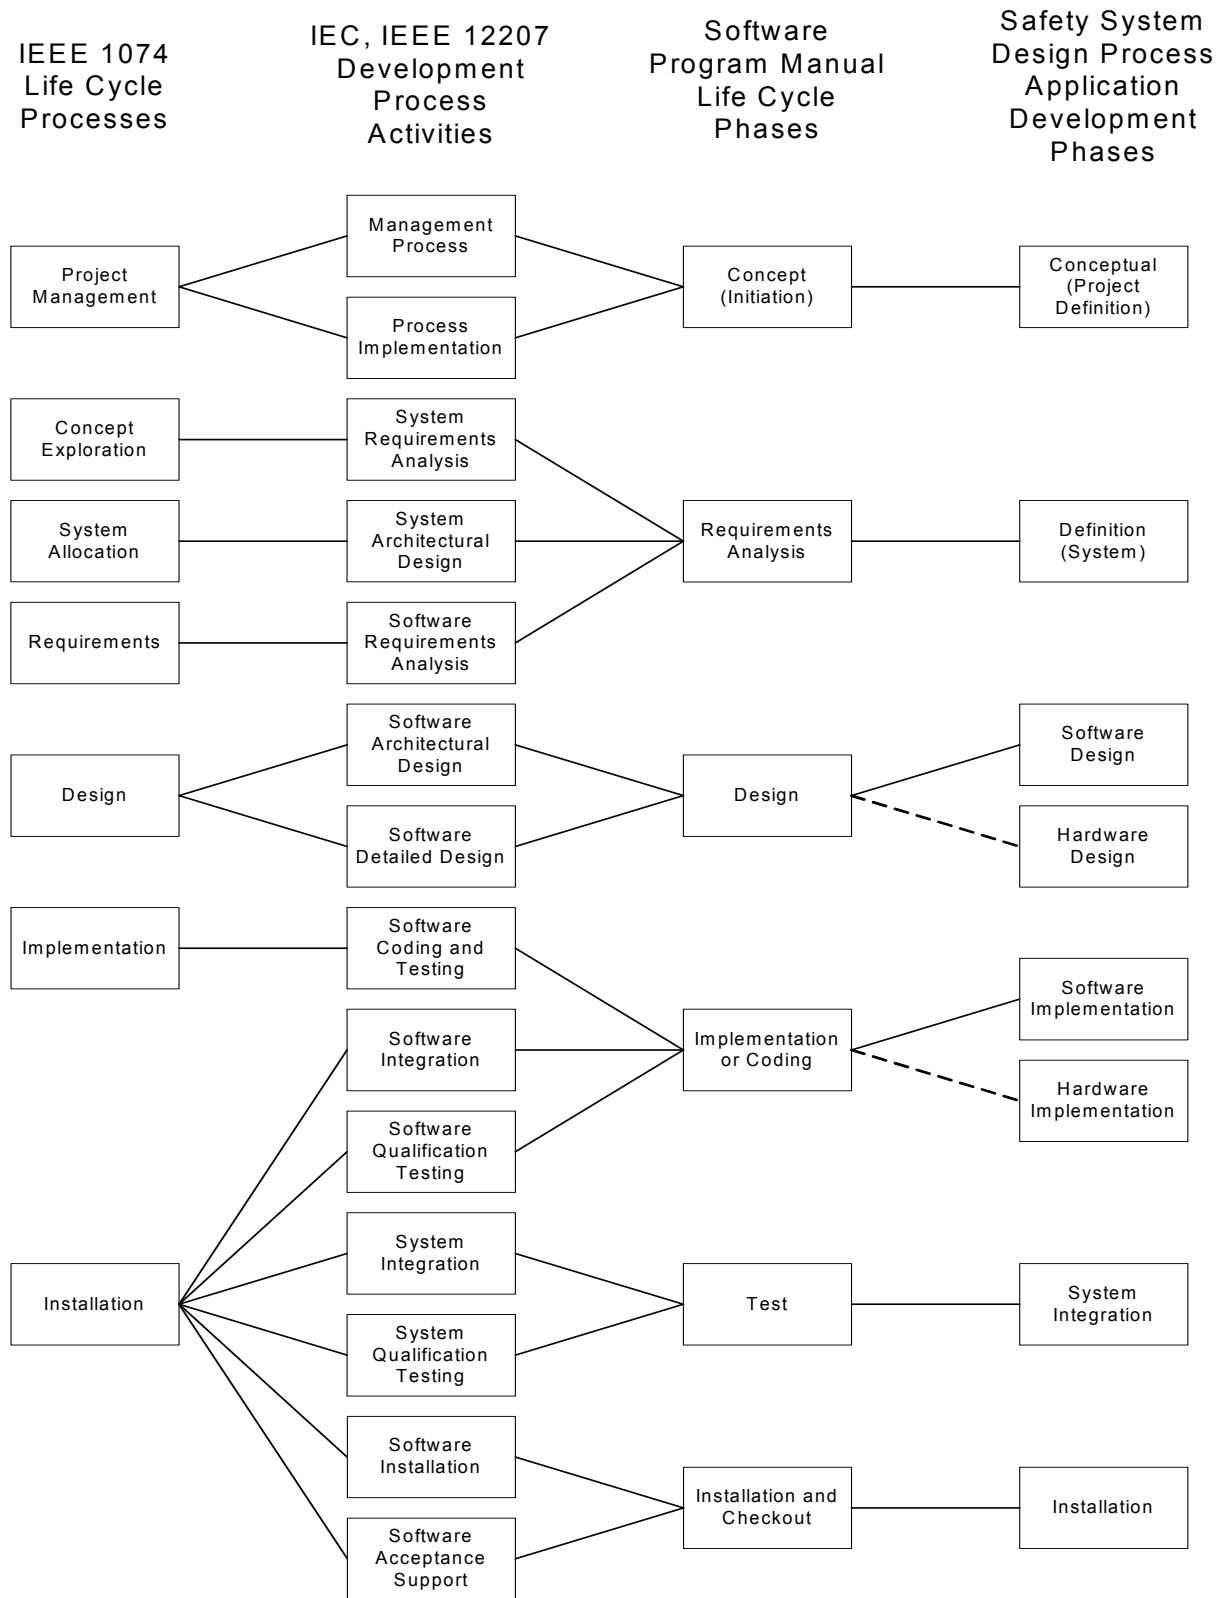 IEEE 1074
Life Cycle
Processes
IEC, IEEE 12207
Development
Process
Activities
Software
Program Manual
Life Cycle
Phases
Safety System
Design Process
Application
Development
Phases
Project
Management
Management
Process
Process
Implementation
Concept
(Initiation)
Conceptual
(Project
Definition)
Concept
Exploration
System
Requirements
Analysis
System
Allocation
System
Architectural
Design
Requirements
Analysis
Definition
(System)
Requirements
Software
Requirements
Analysis
Design
Software
Architectural
Design
Software
Detailed Design
Design
Software
Design
Hardware
Design
Implementation
Software
Coding and
Testing
Software
Integration
Software
Qualification
Testing
Implementation
or Coding
Software
Implementation
Hardware
Implementation
Installation
System
Integration
System
Qualification
Testing
Test
System
Integration
Software
Installation
Software
Acceptance
Support
Installation and
Checkout
Installation